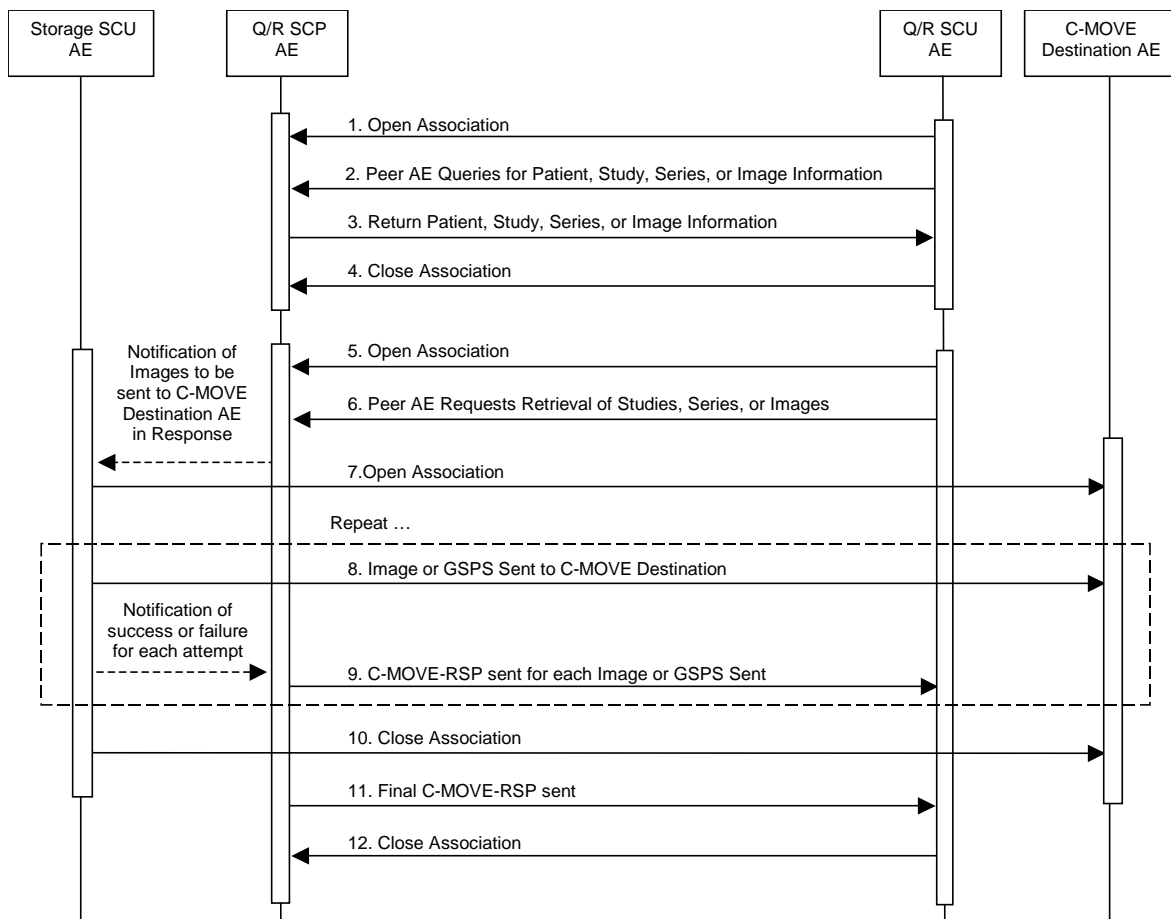 Storage SCU
AE
Q/R SCP
AE
Q/R SCU
AE
C-MOVE
Destination AE
1. Open Association
2. Peer AE Queries for Patient, Study, Series, or Image Information
3. Return Patient, Study, Series, or Image Information
4. Close Association
Notification of
Images to be
sent to C-MOVE
Destination AE
in Response
5. Open Association
6. Peer AE Requests Retrieval of Studies, Series, or Images
7.Open Association
Repeat …
8. Image or GSPS Sent to C-MOVE Destination
Notification of
success or failure
for each attempt
9. C-MOVE-RSP sent for each Image or GSPS Sent
10. Close Association
11. Final C-MOVE-RSP sent
12. Close Association